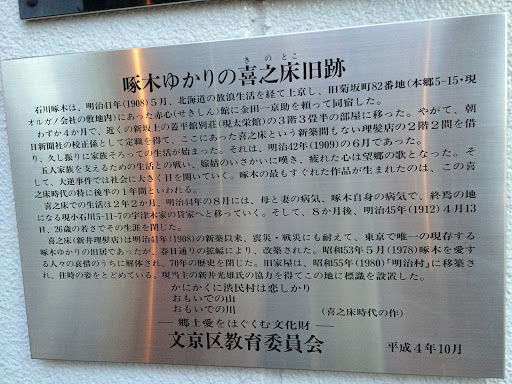 きのとこ
啄木ゆかりの喜之床旧跡
石川啄木は、明治41年(1908)5月、北海道の放浪生活を経て上京し、旧菊坂町82番地(本郷5-15・現
オルガノ会社の敷地内)にあった赤心(せきしん)館に金田一京助を頼って同宿した。
わずか4か月で、近くの新坂上の蓋平館別荘(現太栄館)の3階3畳半の部屋に移った。やがて、朝
日新聞社の校正係として定職を得て、ここにあった喜之床という新築間もない理髪店の2階2間を借
り、久し振りに家族そろっての生活が始まった。それは、明治42年(1909)の6月であった。
五人家族を支えるための生活との戦い、嫁姑のいさかいに嘆き、疲れた心は望郷の歌となった。そ
して、大逆事件では社会に大きく目を開いていく。啄木の最もすぐれた作品が生まれたのは、この喜
之床時代の特に後半の1年間といわれる。
喜之床での生活は2年2か月、明治44年の8月には、母と妻の病気、啄木自身の病気で、終焉の地
になる現小石川5-11-7の宇津木家の貸家へと移っていく。そして、8か月後、明治45年(1912)4月13
日、26歳の若さでその生涯を閉じた。
喜之床(新井理髪店)は明治41年(1908)の新築以来、震災・戦災にも耐えて、東京で唯一の現存する
啄木ゆかりの旧居であったが、春日通りの拡幅により、改築された。昭和53年5月(1978)啄木を愛す
る人々の哀惜のうちに解体され、70年の歴史を閉じた。旧家屋は、昭和55年(1980)「明治村」に移築さ
れ、往時の姿をとどめている。現当主の新井光雄氏の協力を得てこの地に標識を設置した。
かにかくに渋民村は恋しかり
おもいでの山
おもいでの川 (喜之床時代の作)
― 郷土愛をはぐくむ文化財 ―
文京区教育委員会 平成4年10月